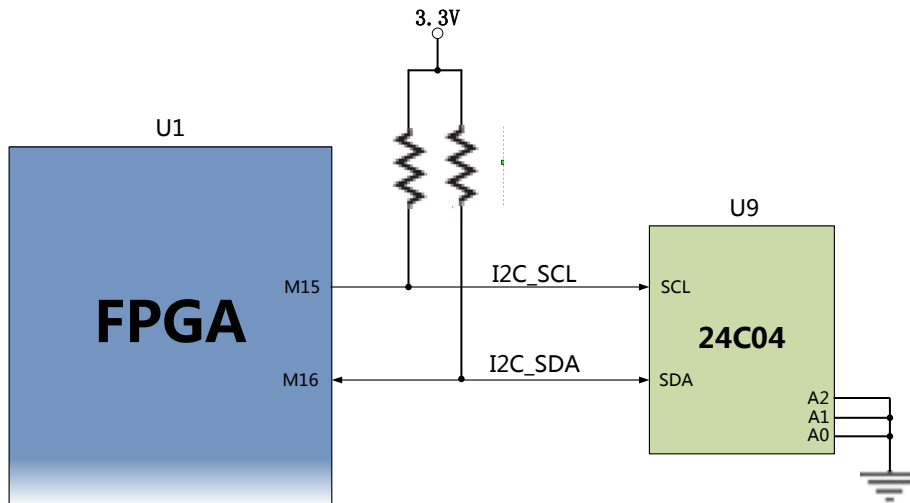 3.3V
U1
U9
M15
I2C_SCL
SCL
FPGA
24C04
M16
I2C_SDA
SDA
A2
A1
A0